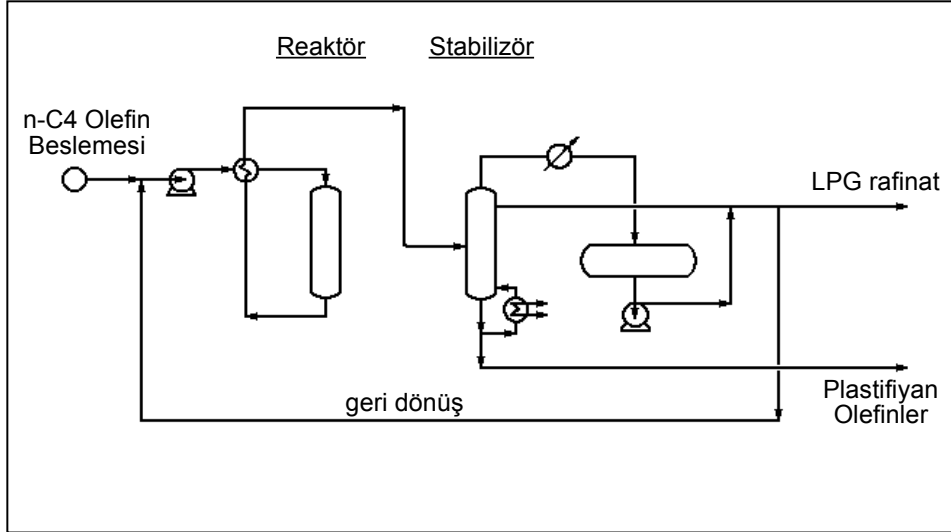 Reaktör Stabilizör
n-C4 Olefin
Beslemesi
LPG rafinat
Plastifiyan
Olefinler
geri dönüş